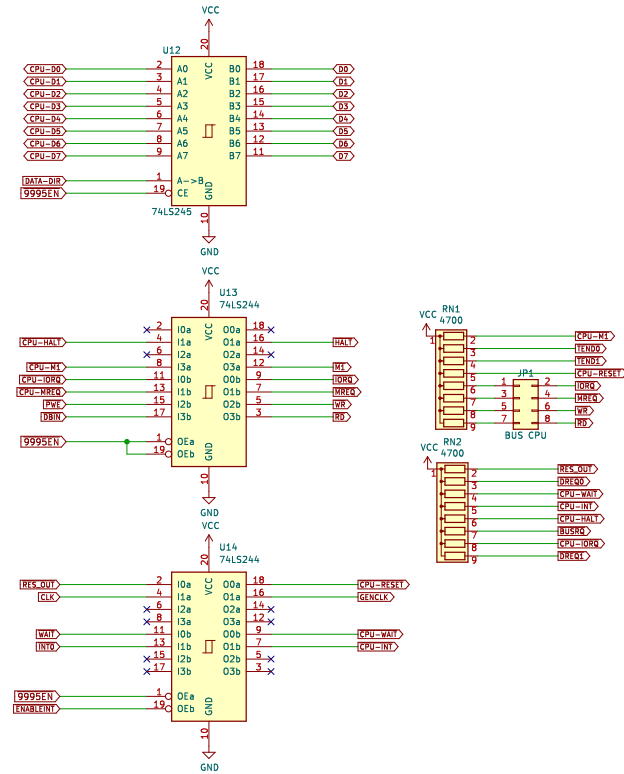 VCC
U12
20
VCC
CPU-D0 2 A0 B0 18 D0
CPU-D1 3 A1 B1 17 D1
CPU-D2 4 A2 B2 16 D2
CPU-D3 5 A3 B3 15 D3
CPU-D4 6 A4 B4 14 D4
CPU-D5 7 A5 B5 13 D5
CPU-D6 8 A6 B6 12 D6
CPU-D7 9 A7 B7 11 D7
DATA-DIR 1 A->B
9995EN 19 CE
GND
74LS245
10
GND
VCC
U13
74LS244
20
VCC
2 I0a O0a 18
CPU-HALT 4 I1a O1a 16 HALT
6 I2a O2a 14
CPU-M1 8 I3a O3a 12 M1
CPU-IORQ 11 I0b O0b 9 IORQ
CPU-MREQ 13 I1b O1b 7 MREQ
PWE 15 I2b O2b 5 WR
DBIN 17 I3b O3b 3 RD
9995EN 1 OEa
19 OEb
GND
10
GND
VCC
U14
74LS244
20
VCC
RES_OUT 2 I0a O0a 18 CPU-RESET
CLK 4 I1a O1a 16 GENCLK
6 I2a O2a 14
8 I3a O3a 12
WAIT 11 I0b O0b 9 CPU-WAIT
INT0 13 I1b O1b 7 CPU-INT
15 I2b O2b 5
17 I3b O3b 3
9995EN 1 OEa
ENABLEINT 19 OEb
GND
10
GND
RN1
VCC 4700
1
2 CPU-M1
3 TEND0
4 TEND1
5 CPU-RESET
JP1
6 1 2 IORQ
7 3 4 MREQ
8 5 6 WR
9 7 8 RD
BUS CPU
RN2
VCC 4700
1
2 RES_OUT
3 DREQ0
4 CPU-WAIT
5 CPU-INT
6 CPU-HALT
7 BUSRQ
8 CPU-IORQ
9 DREQ1